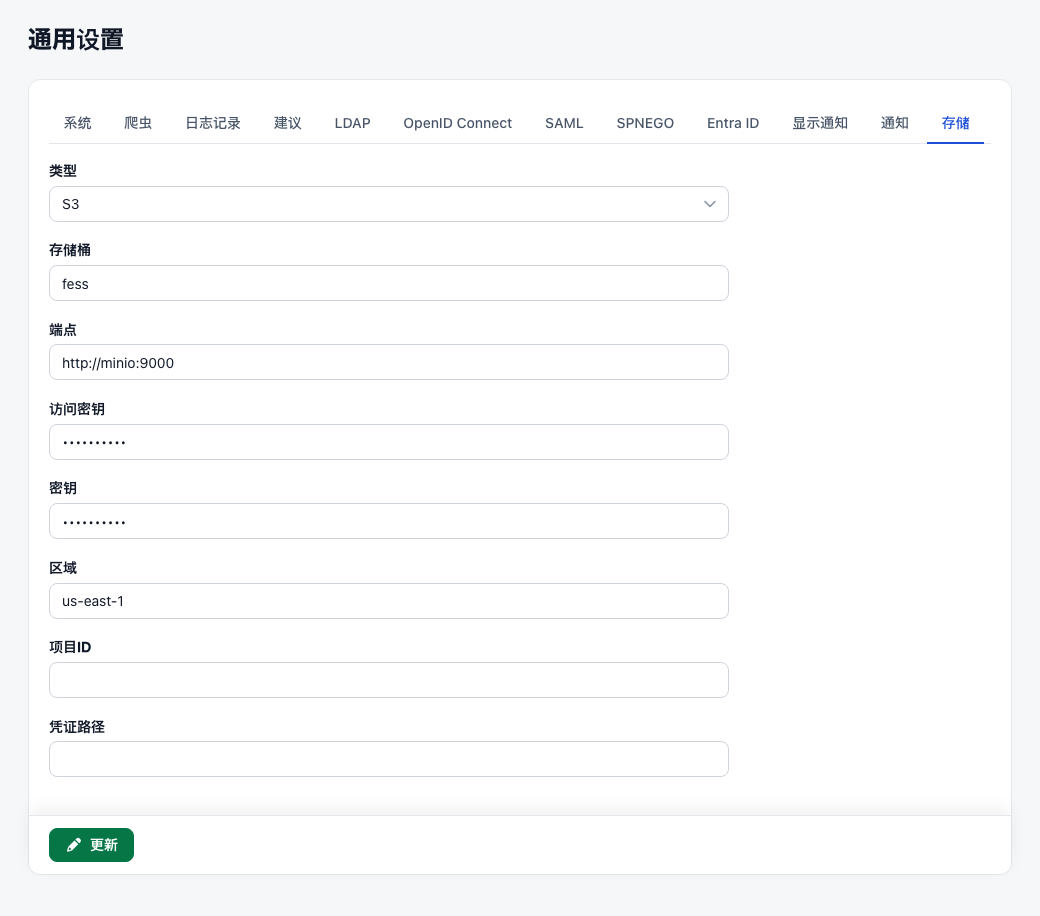 通用设置
系统 爬虫 日志记录 建议 LDAP OpenID Connect SAML SPNEGO Entra ID 显示通知 通知 存储
类型
S3
存储桶
fess
端点
http://minio:9000
访问密钥
••••••••••
密钥
••••••••••
区域
us-east-1
项目ID
凭证路径
更新